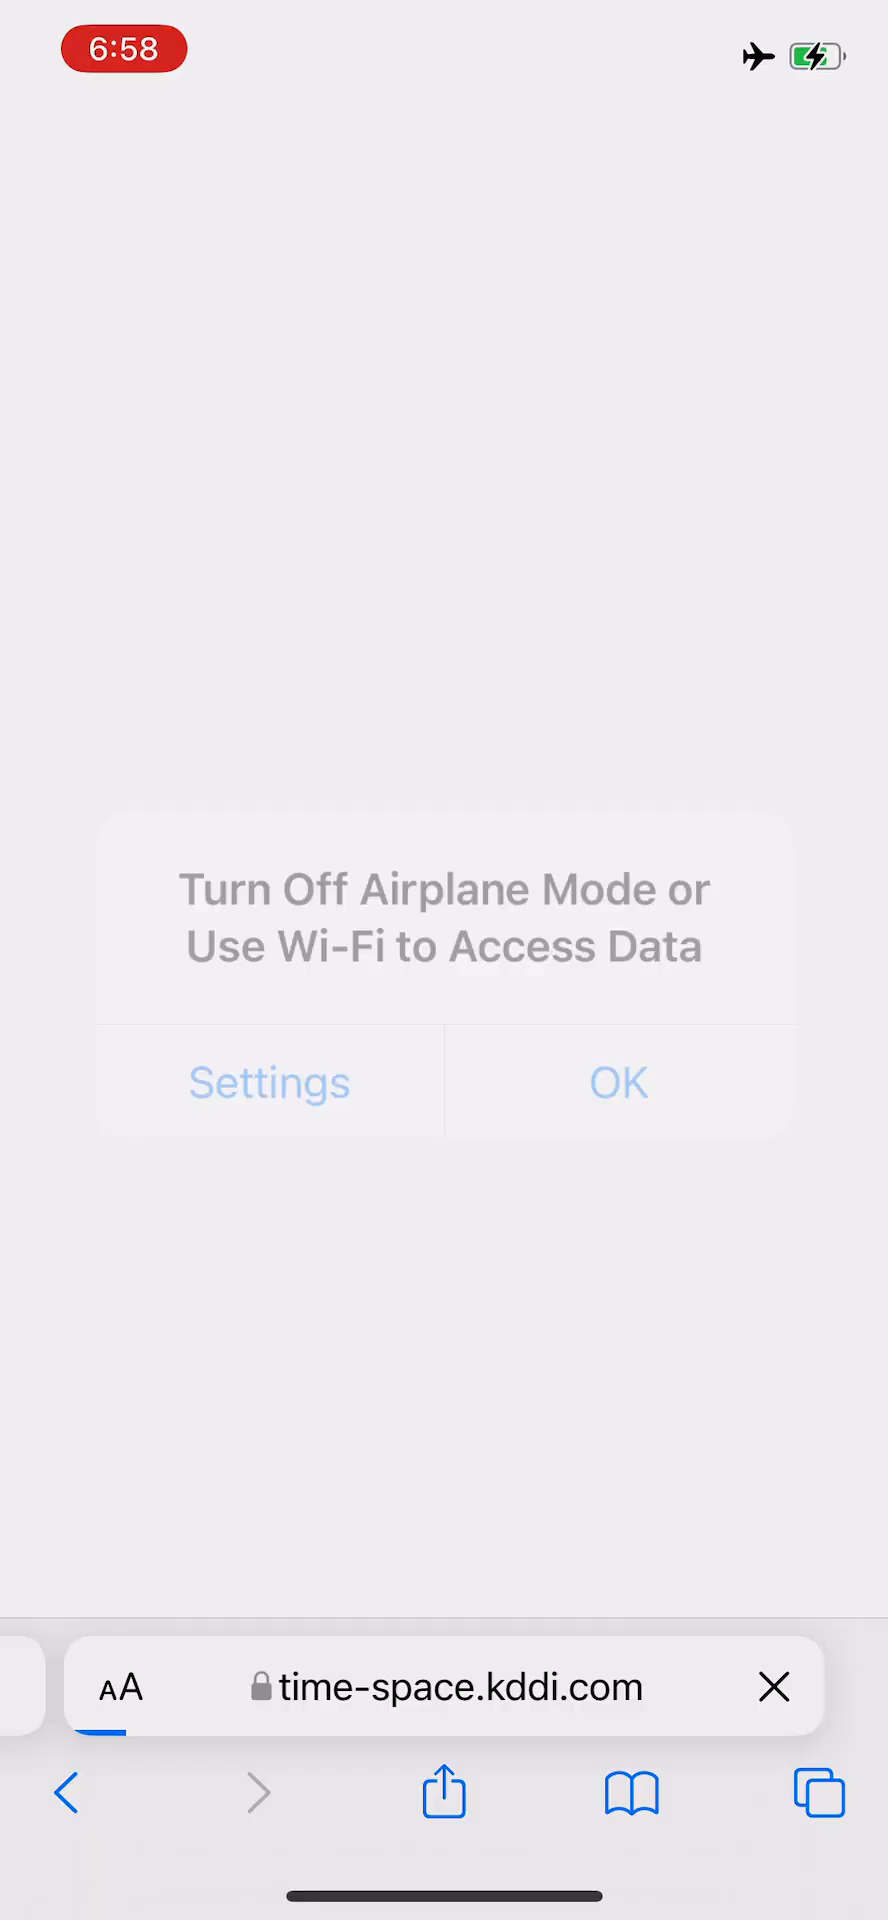 6:58
Turn Off Airplane Mode or
Use Wi-Fi to Access Data
Settings
OK
AA
time-space.kddi.com